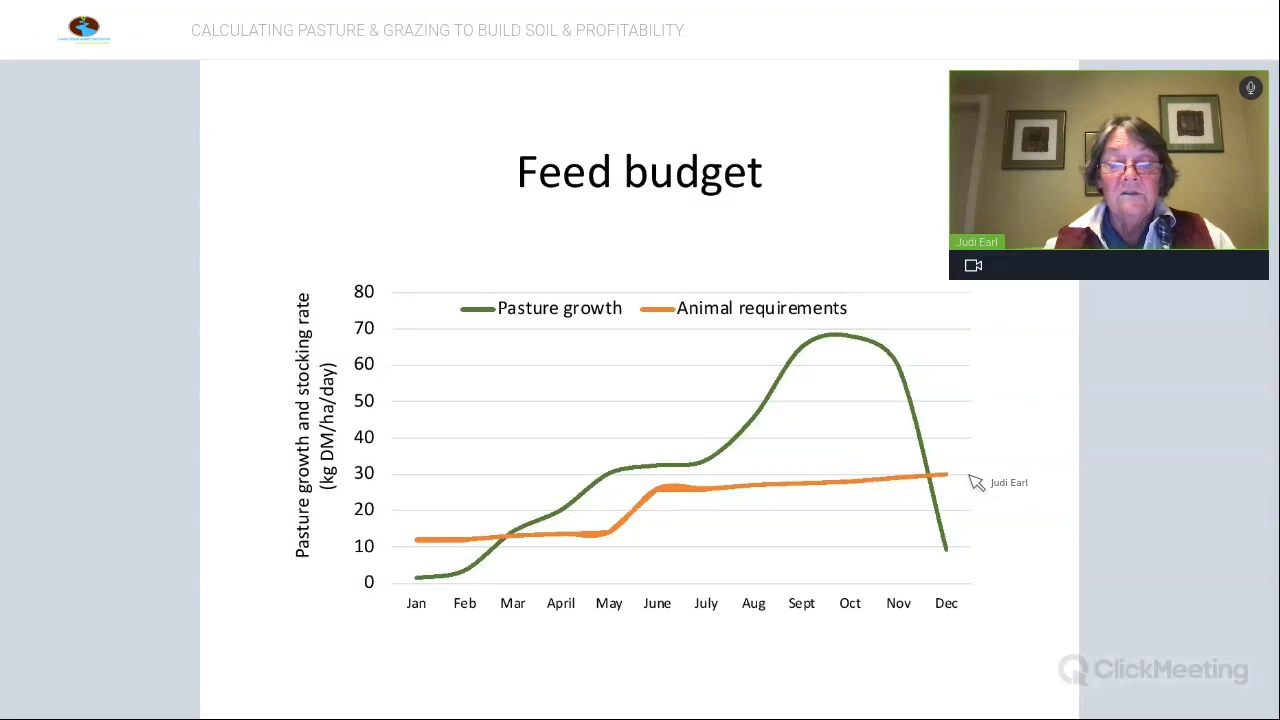 CALCULATING PASTURE & GRAZING TO BUILD SOIL & PROFITABILITY
Judi Earl
Feed budget
Pasture growth and stocking rate
(kg DM/ha/day)
80
70
60
50
40
30
20
10
0
Pasture growth
Animal requirements
Judi Earl
Jan
Feb
Mar
April
May
June
July
Aug
Sept
Oct
Nov
Dec
ClickMeeting